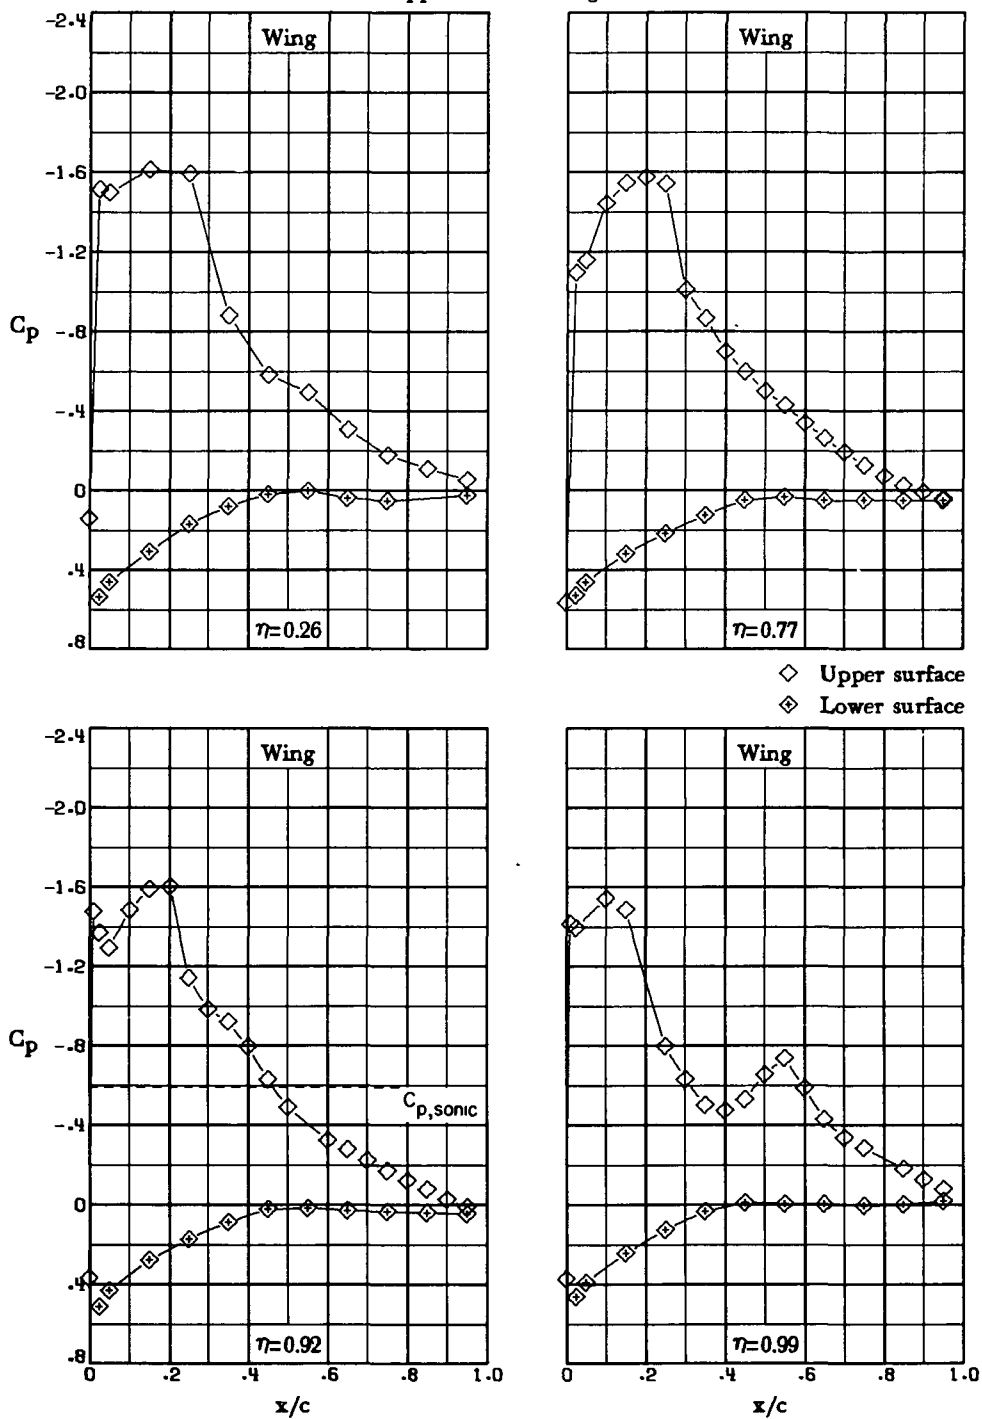 Wing
Wing
-2.4
-2.0
-1.6
-1.2
-.8
-.4
0
.4
.8
Cp
η=0.26
η=0.77
Upper surface
Lower surface
Wing
Wing
-2.4
-2.0
-1.6
-1.2
-.8
-.4
0
.4
.8
Cp
Cp,sonic
η=0.92
η=0.99
0 .2 .4 .6 .8 1.0
0 .2 .4 .6 .8 1.0
x/c
x/c